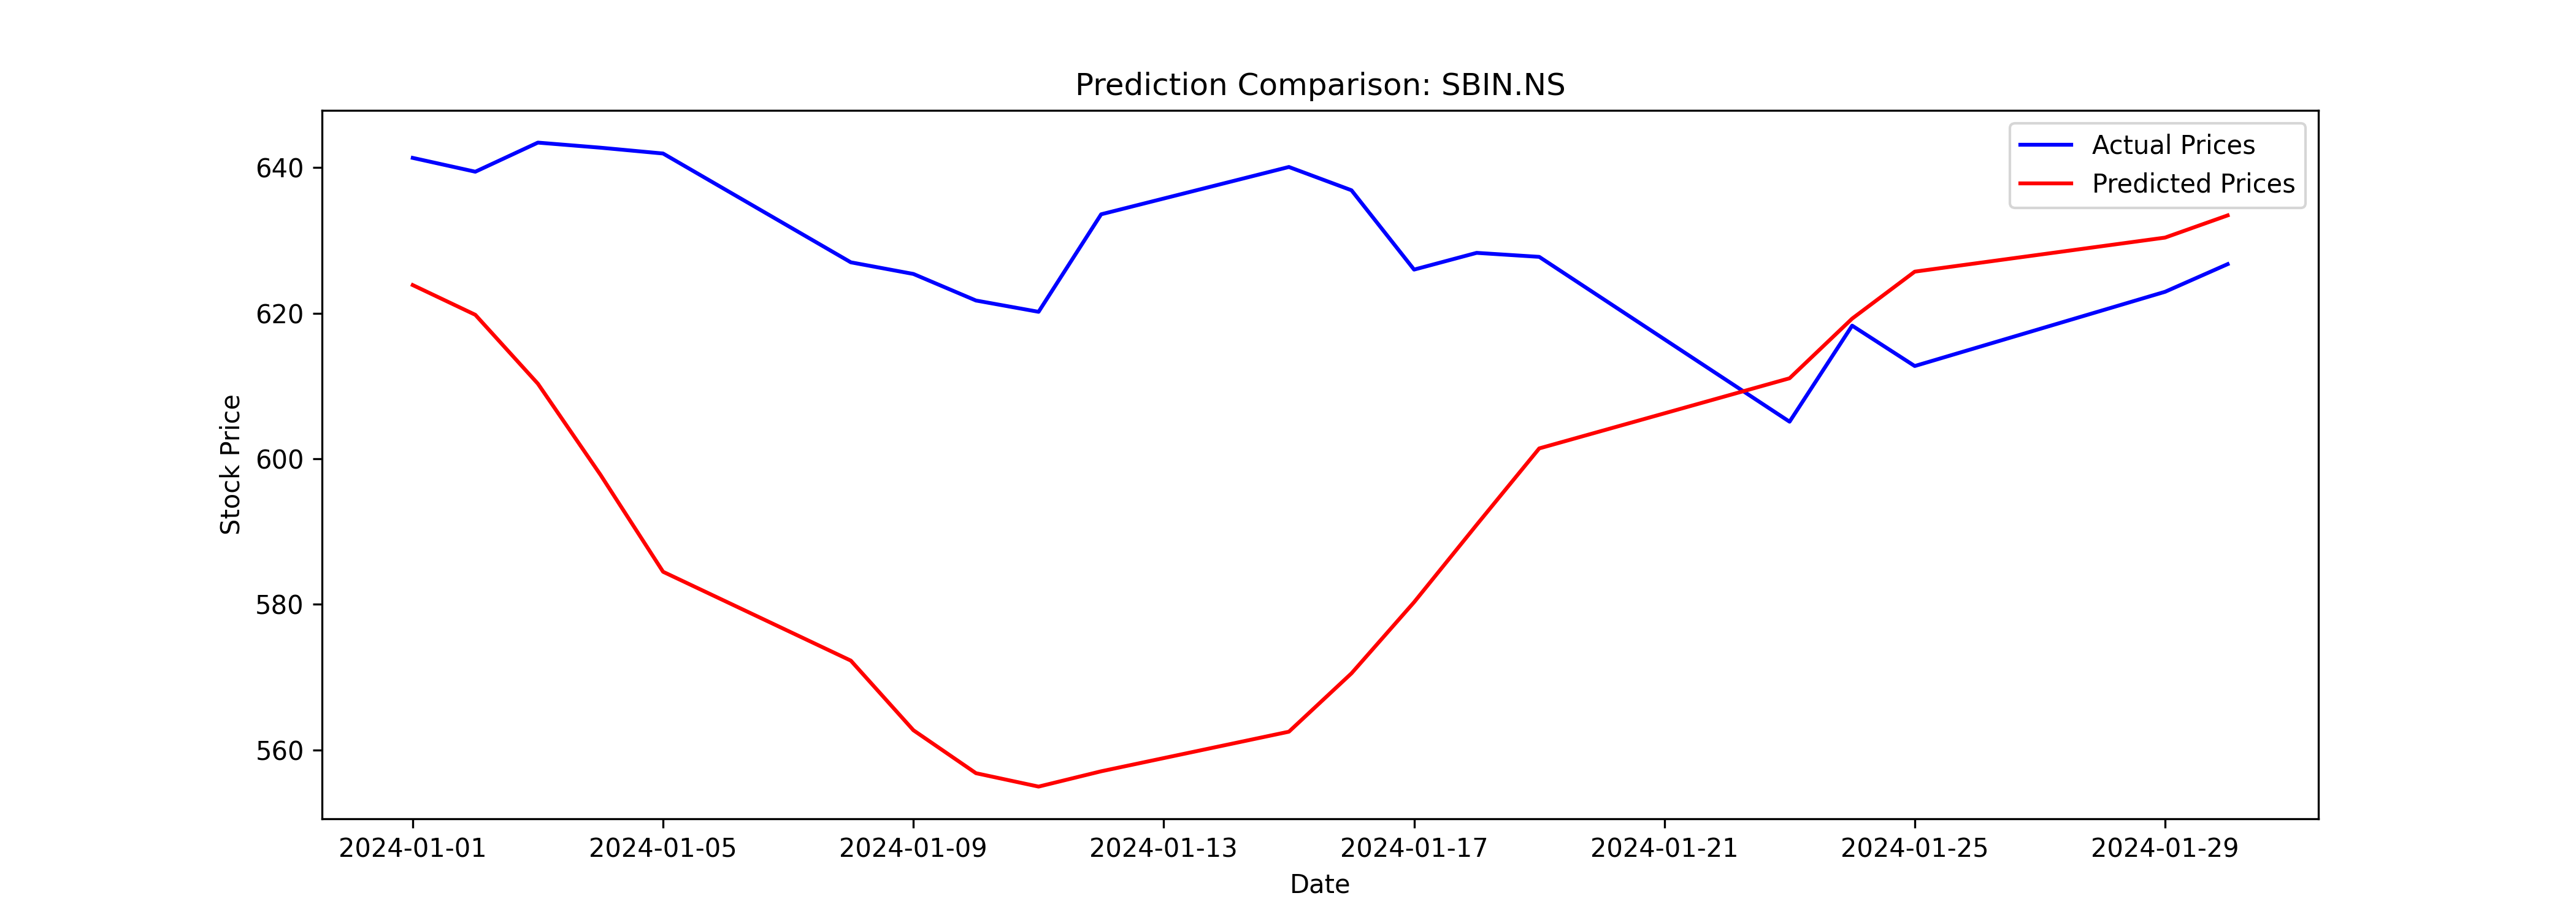 Prediction Comparison: SBIN.NS
Actual Prices
Predicted Prices
640
620
600
580
560
Stock Price
2024-01-01 2024-01-05 2024-01-09 2024-01-13 2024-01-17 2024-01-21 2024-01-25 2024-01-29
Date